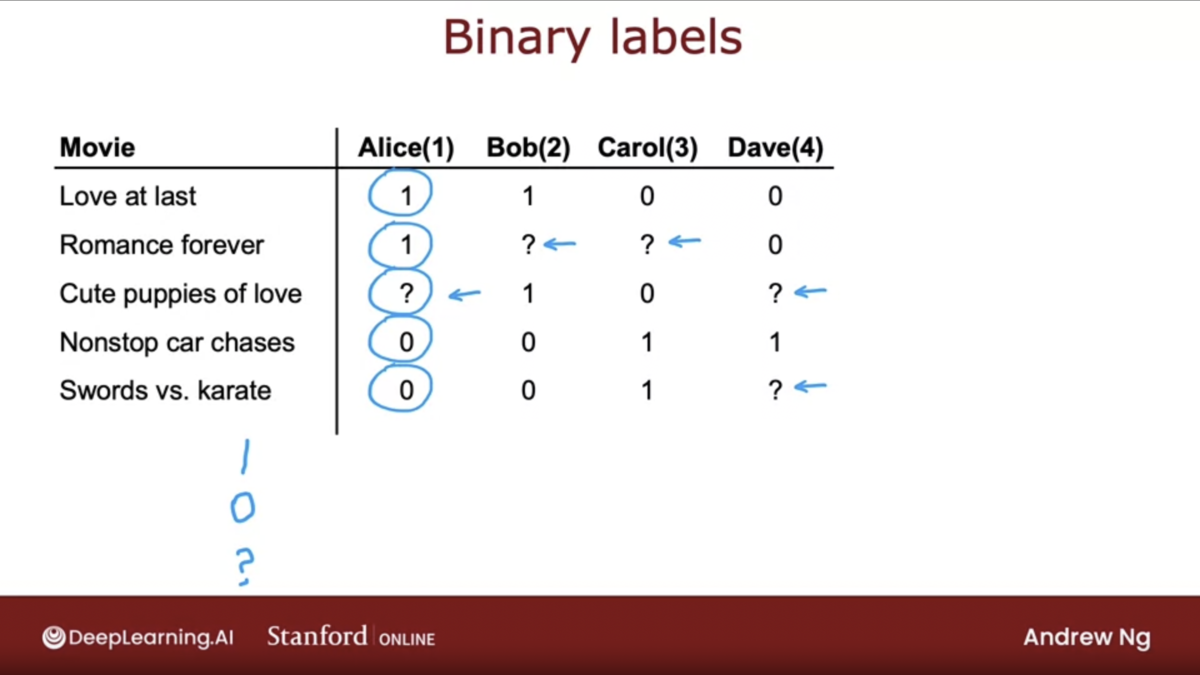 Binary labels
Movie Alice(1) Bob(2) Carol(3) Dave(4)
Love at last 1 1 0 0
Romance forever 1 ? ← ? ← 0
Cute puppies of love ? ← 1 0 ? ←
Nonstop car chases 0 0 1 1
Swords vs. karate 0 0 1 ? ←
1
0
?
DeepLearning.AI Stanford ONLINE Andrew Ng